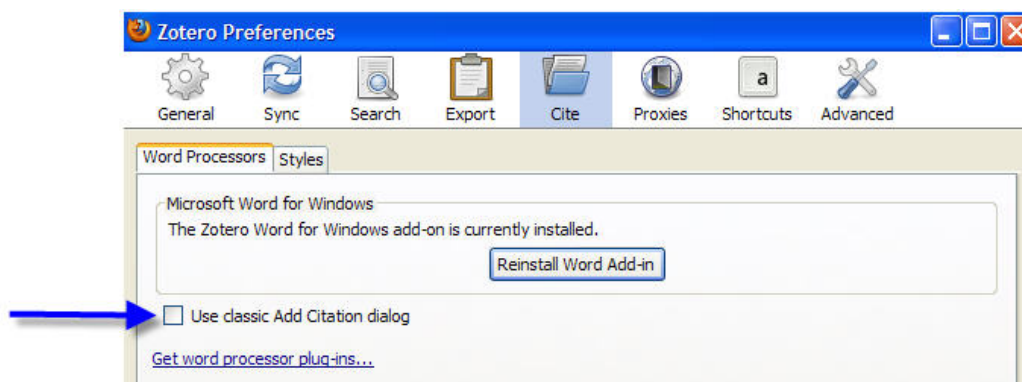 Zotero Preferences
General Sync Search Export Cite Proxies a Shortcuts Advanced
Word Processors Styles
Microsoft Word for Windows
The Zotero Word for Windows add-on is currently installed.
Reinstall Word Add-in
Use classic Add Citation dialog
Get word processor plug-ins...